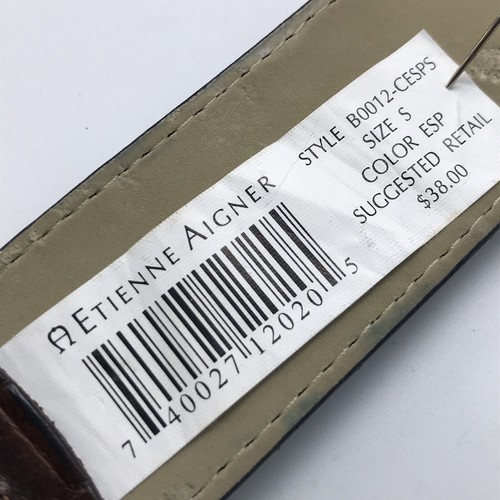 ETIENNE AIGNER
7 40027 12020 5
STYLE B0012-CESPS
SIZE S
COLOR ESP
SUGGESTED RETAIL
$38.00